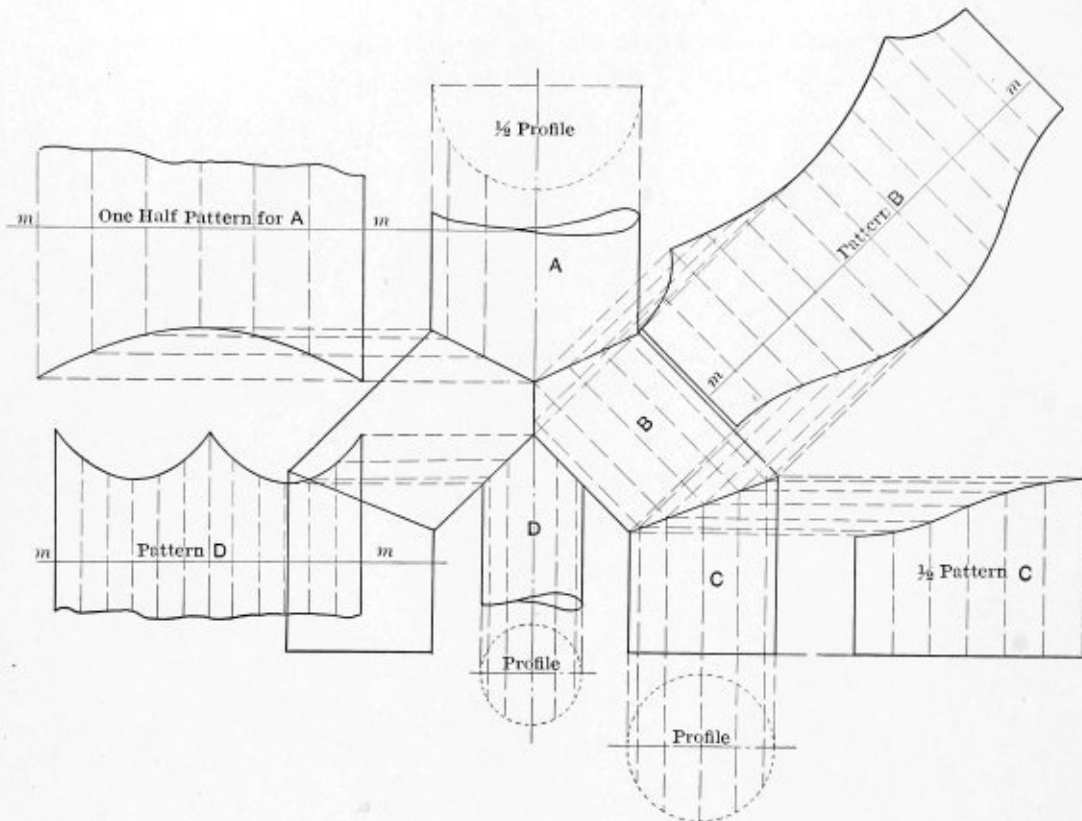 ½ Profile
m
One Half Pattern for A
m
A
m
Pattern B
m
B
m
Pattern D
m
D
C
½ Pattern C
Profile
Profile